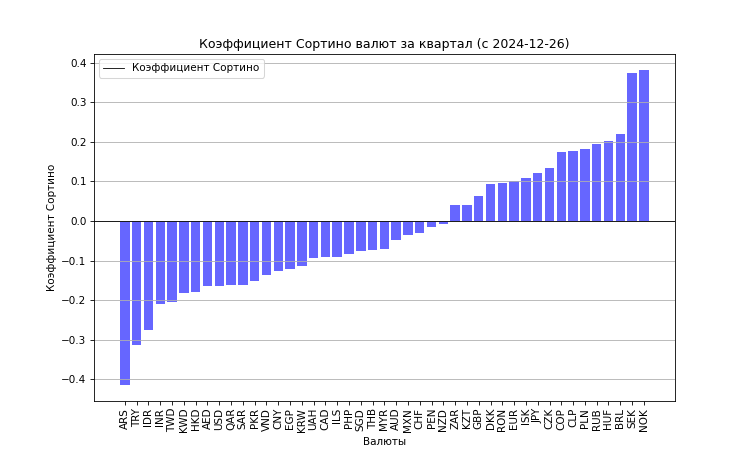 Коэффициент Сортино валют за квартал (с 2024-12-26)
Коэффициент Сортино
Коэффициент Сортино
0.4
0.3
0.2
0.1
0.0
−0.1
−0.2
−0.3
−0.4
ARS TRY IDR INR TWD KWD HKD AED USD QAR SAR PKR VND CNY EGP KRW UAH CAD ILS PHP SGD THB MYR AUD MXN CHF PEN NZD ZAR KZT GBP DKK RON EUR ISK JPY CZK COP CLP PLN RUB HUF BRL SEK NOK
Валюты